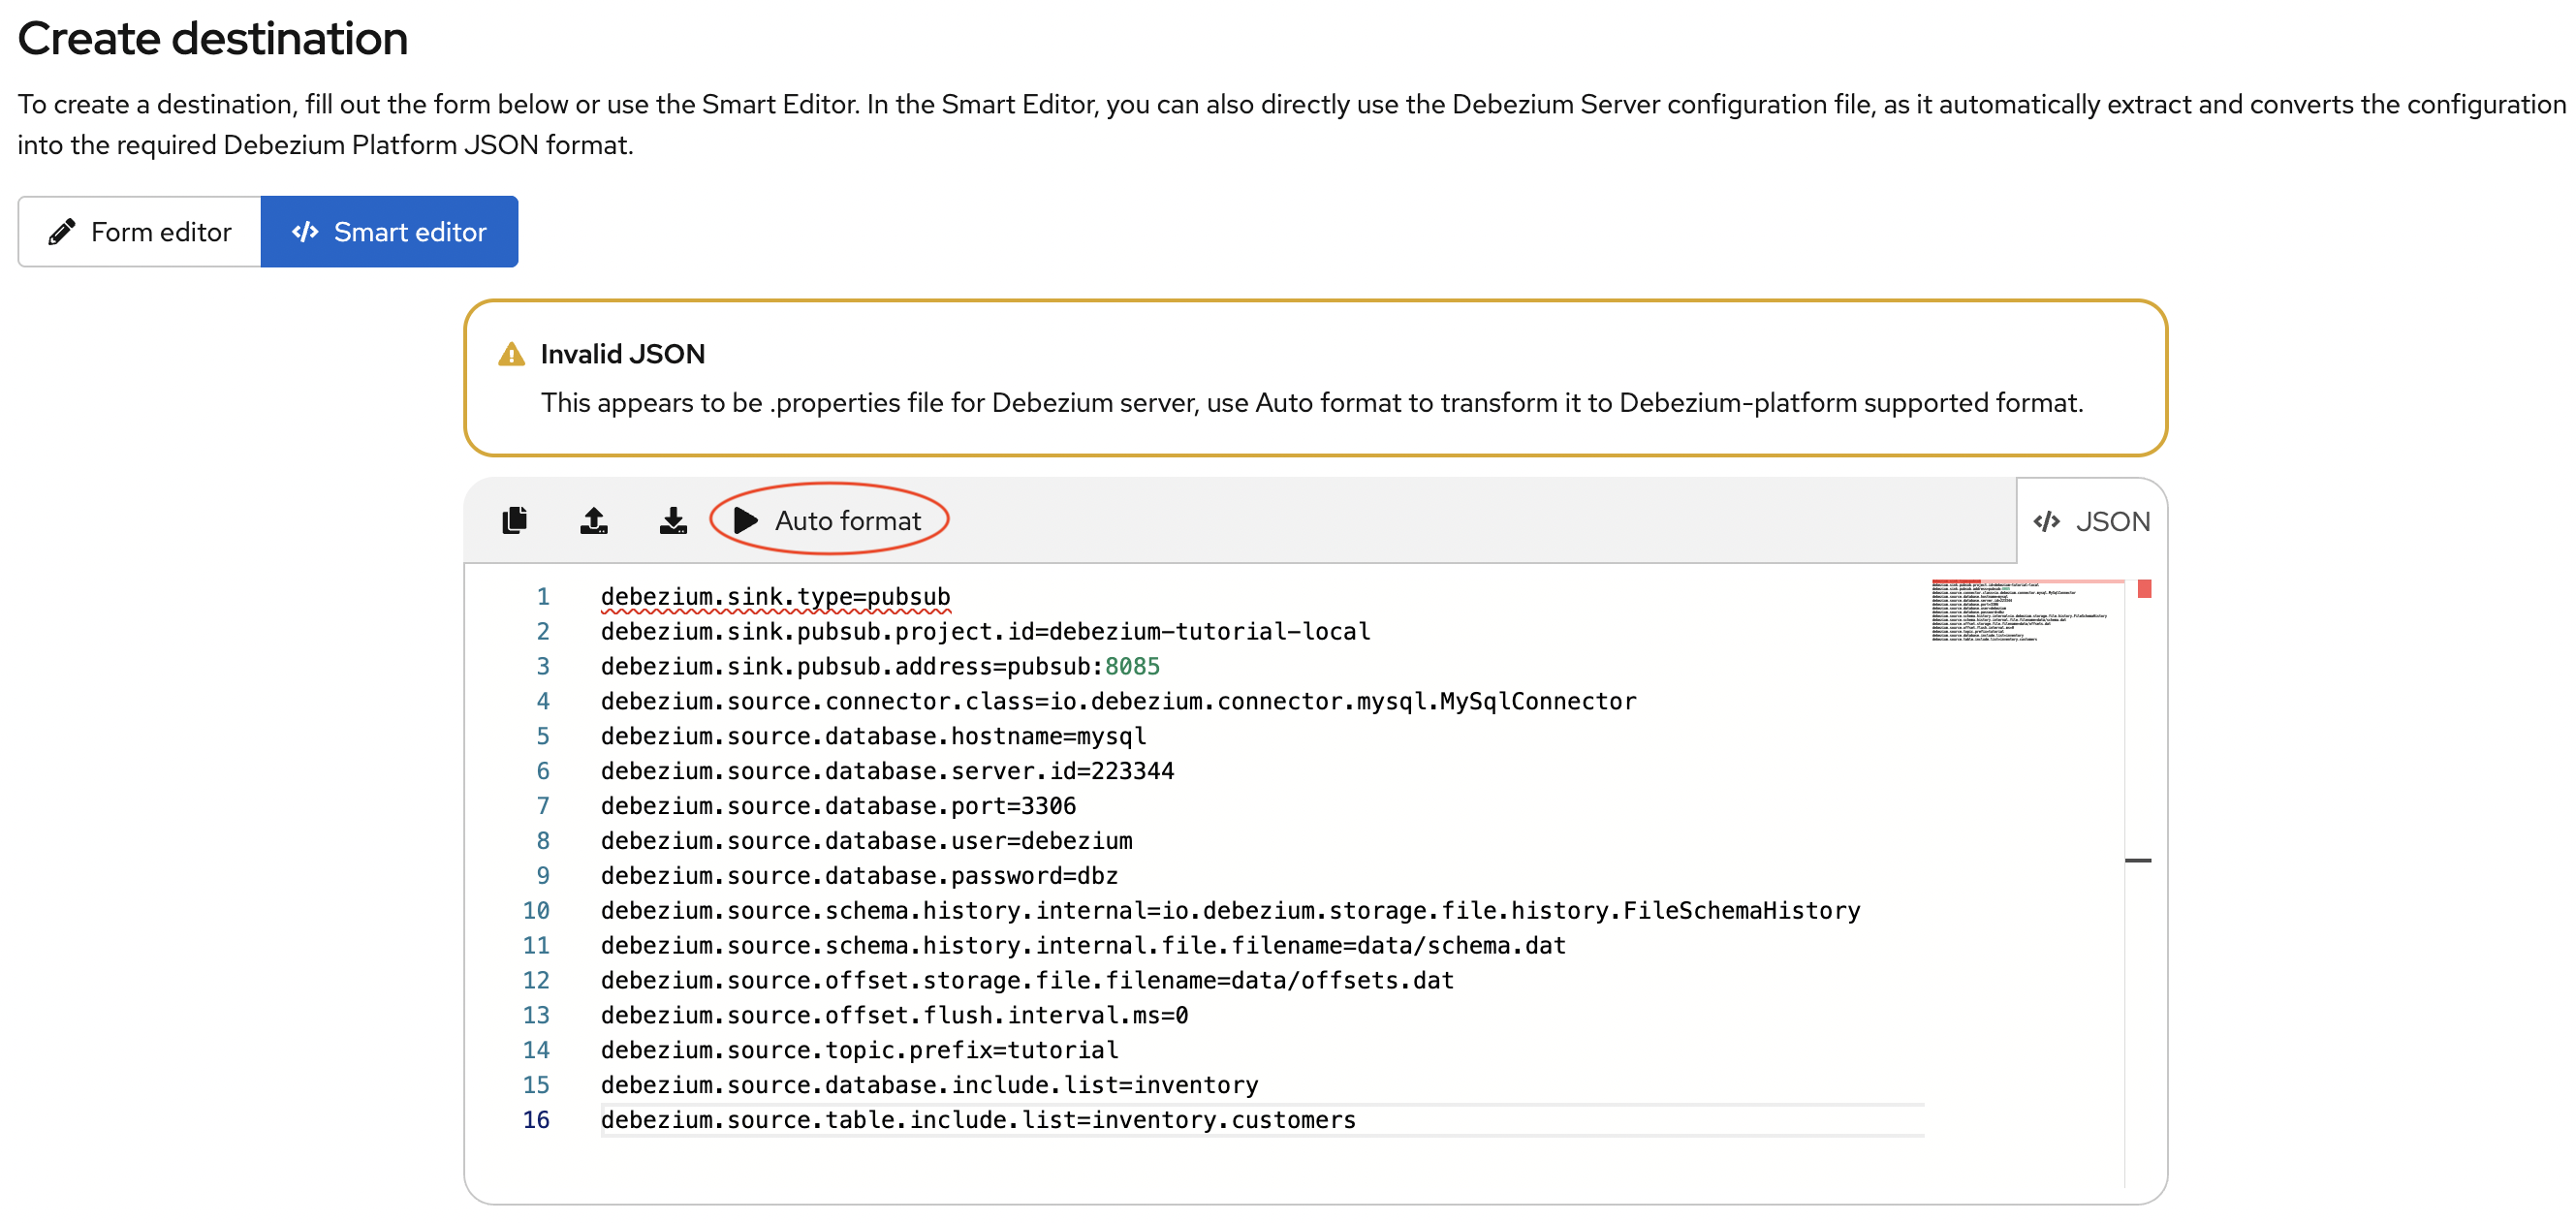 Create destination
To create a destination, fill out the form below or use the Smart Editor. In the Smart Editor, you can also directly use the Debezium Server configuration file, as it automatically extract and converts the configuration
into the required Debezium Platform JSON format.
Form editor
Smart editor
Invalid JSON
This appears to be .properties file for Debezium server, use Auto format to transform it to Debezium-platform supported format.
Auto format
JSON
1 debezium.sink.type=pubsub
2 debezium.sink.pubsub.project.id=debezium-tutorial-local
3 debezium.sink.pubsub.address=pubsub:8085
4 debezium.source.connector.class=io.debezium.connector.mysql.MySqlConnector
5 debezium.source.database.hostname=mysql
6 debezium.source.database.server.id=223344
7 debezium.source.database.port=3306
8 debezium.source.database.user=debezium
9 debezium.source.database.password=dbz
10 debezium.source.schema.history.internal=io.debezium.storage.file.history.FileSchemaHistory
11 debezium.source.schema.history.internal.file.filename=data/schema.dat
12 debezium.source.offset.storage.file.filename=data/offsets.dat
13 debezium.source.offset.flush.interval.ms=0
14 debezium.source.topic.prefix=tutorial
15 debezium.source.database.include.list=inventory
16 debezium.source.table.include.list=inventory.customers